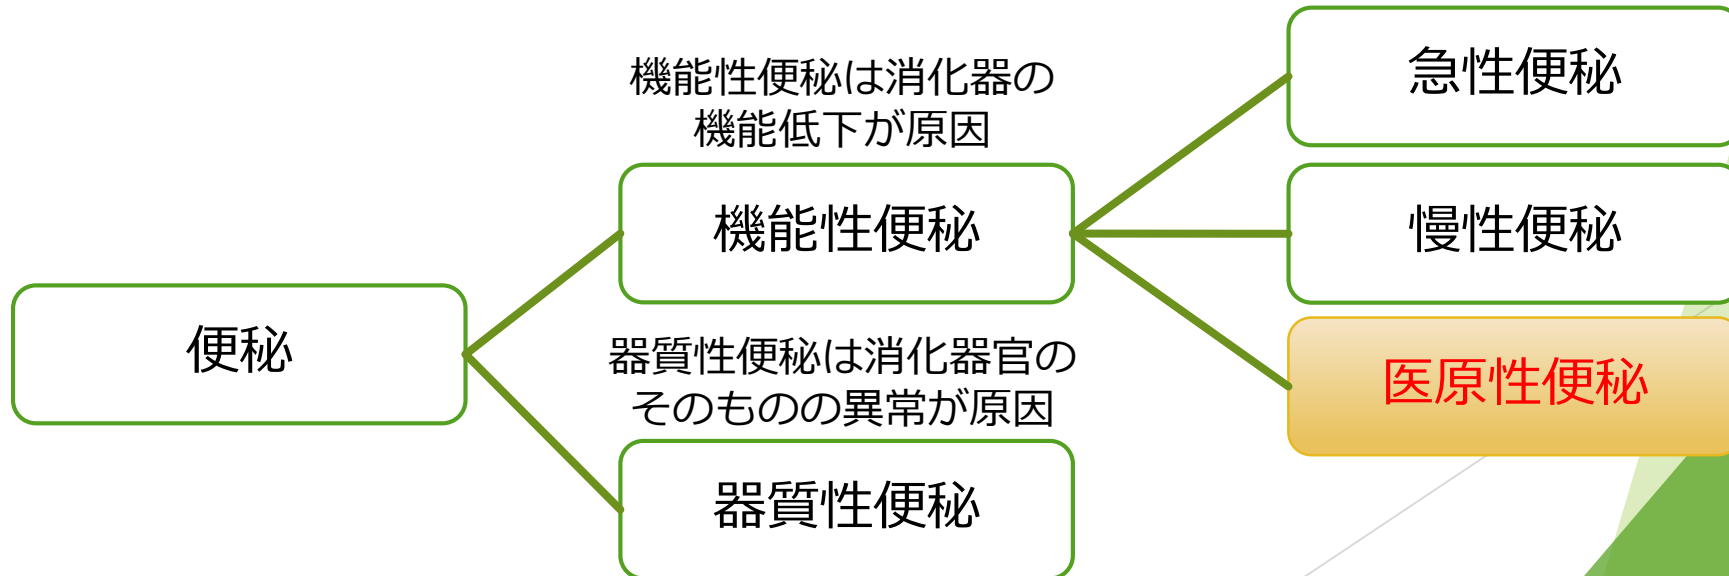 便秘
機能性便秘は消化器の
機能低下が原因
機能性便秘
器質性便秘は消化器官の
そのものの異常が原因
器質性便秘
急性便秘
慢性便秘
医原性便秘